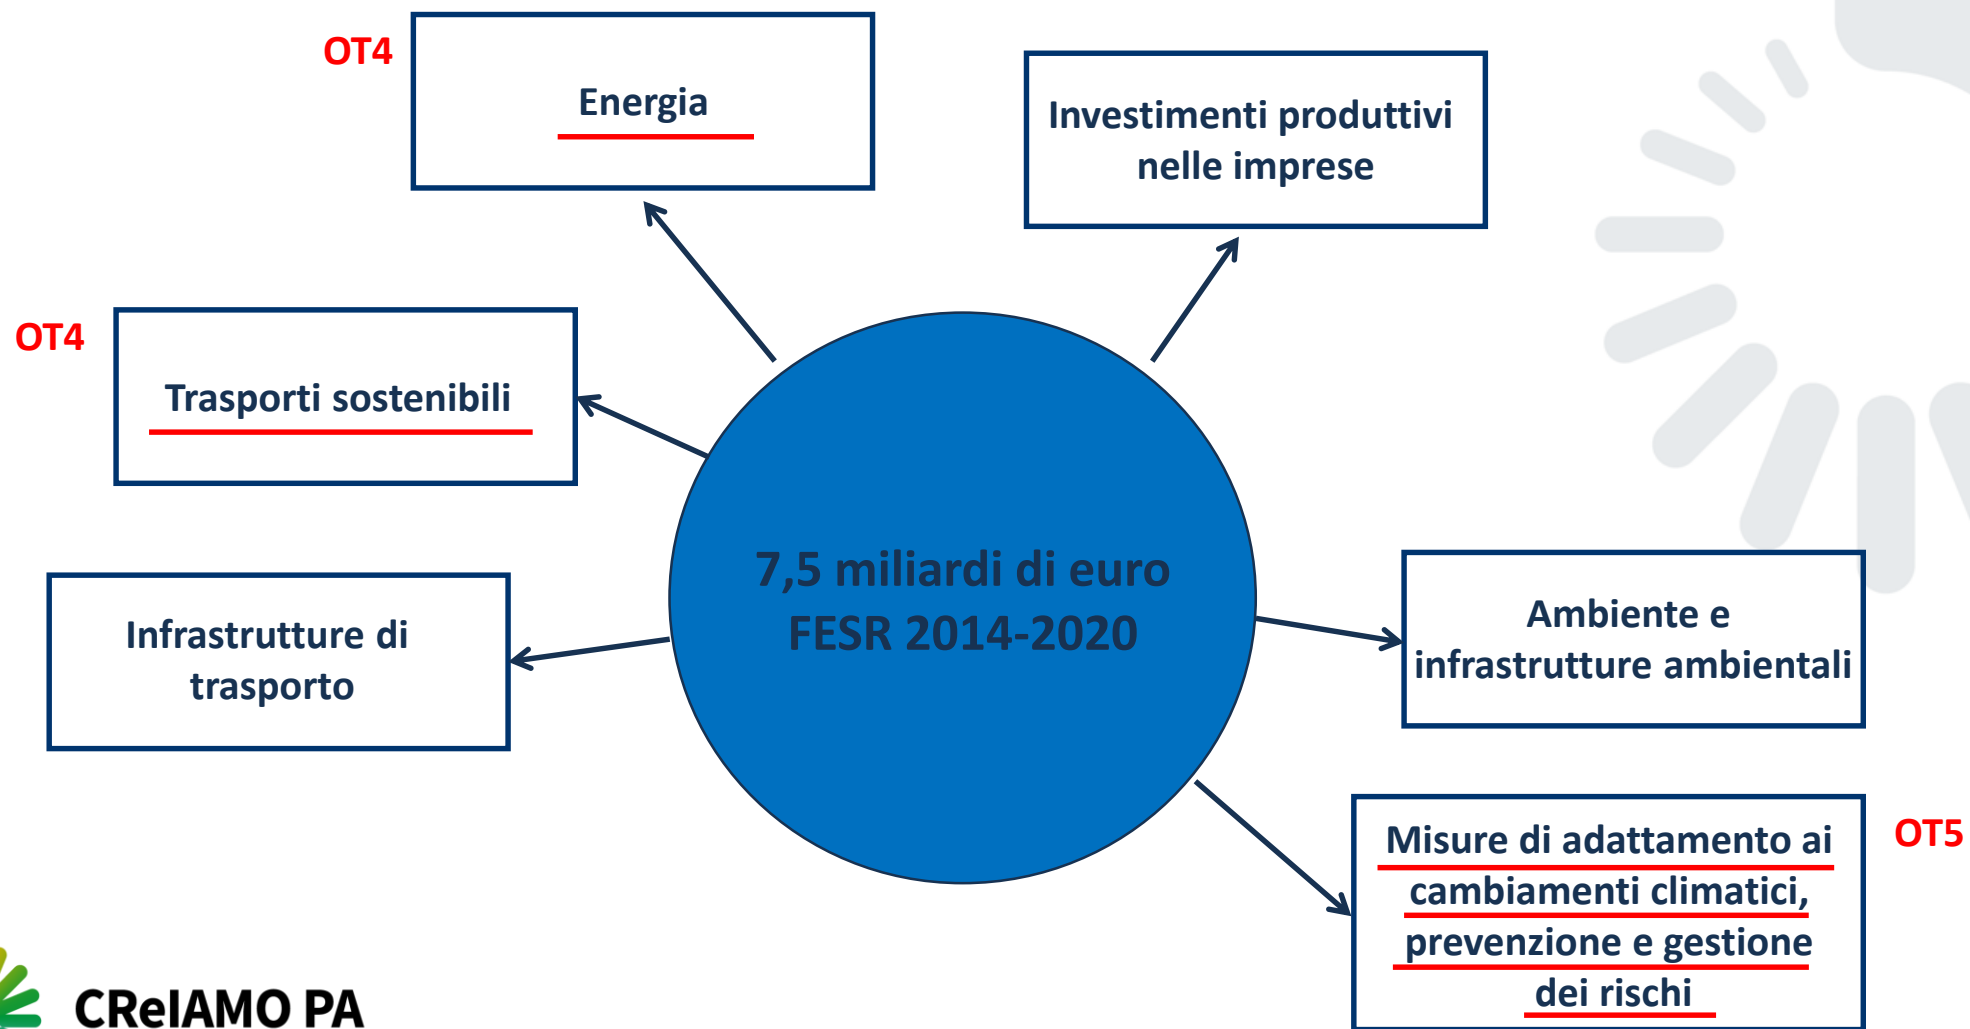 OT4
Energia
Investimenti produttivi
nelle imprese
OT4
Trasporti sostenibili
7,5 miliardi di euro
FESR 2014-2020
Infrastrutture di
trasporto
Ambiente e
infrastrutture ambientali
Misure di adattamento ai
cambiamenti climatici,
prevenzione e gestione
dei rischi
OT5
CReIAMO PA